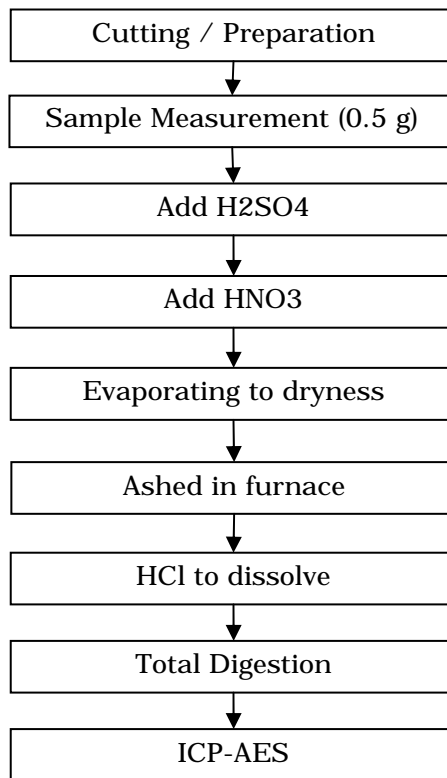 Cutting / Preparation
Sample Measurement (0.5 g)
Add H2SO4
Add HNO3
Evaporating to dryness
Ashed in furnace
HCl to dissolve
Total Digestion
ICP-AES